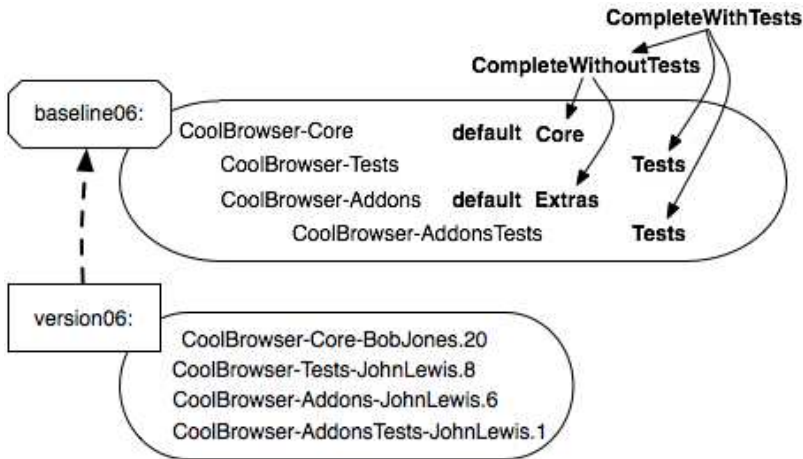 CompleteWithTests
CompleteWithoutTests
baseline06:
CoolBrowser-Core default Core
CoolBrowser-Tests Tests
CoolBrowser-Addons default Extras
CoolBrowser-AddonsTests Tests
version06:
CoolBrowser-Core-BobJones.20
CoolBrowser-Tests-JohnLewis.8
CoolBrowser-Addons-JohnLewis.6
CoolBrowser-AddonsTests-JohnLewis.1